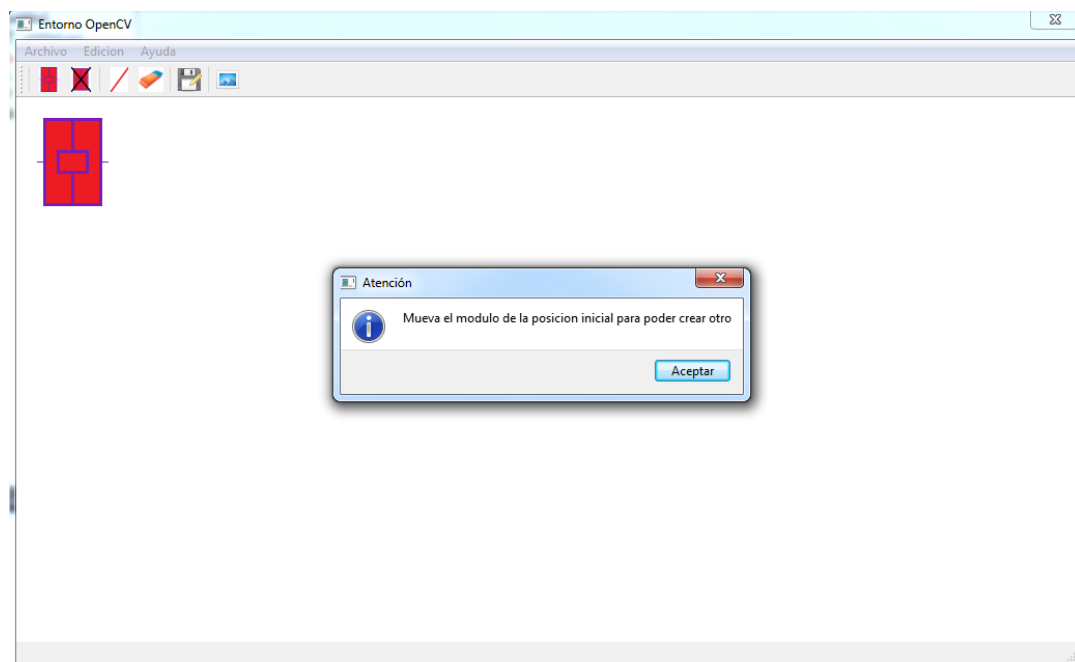 Entorno OpenCV
Archivo Edicion Ayuda
Atención
Mueva el modulo de la posicion inicial para poder crear otro
Aceptar